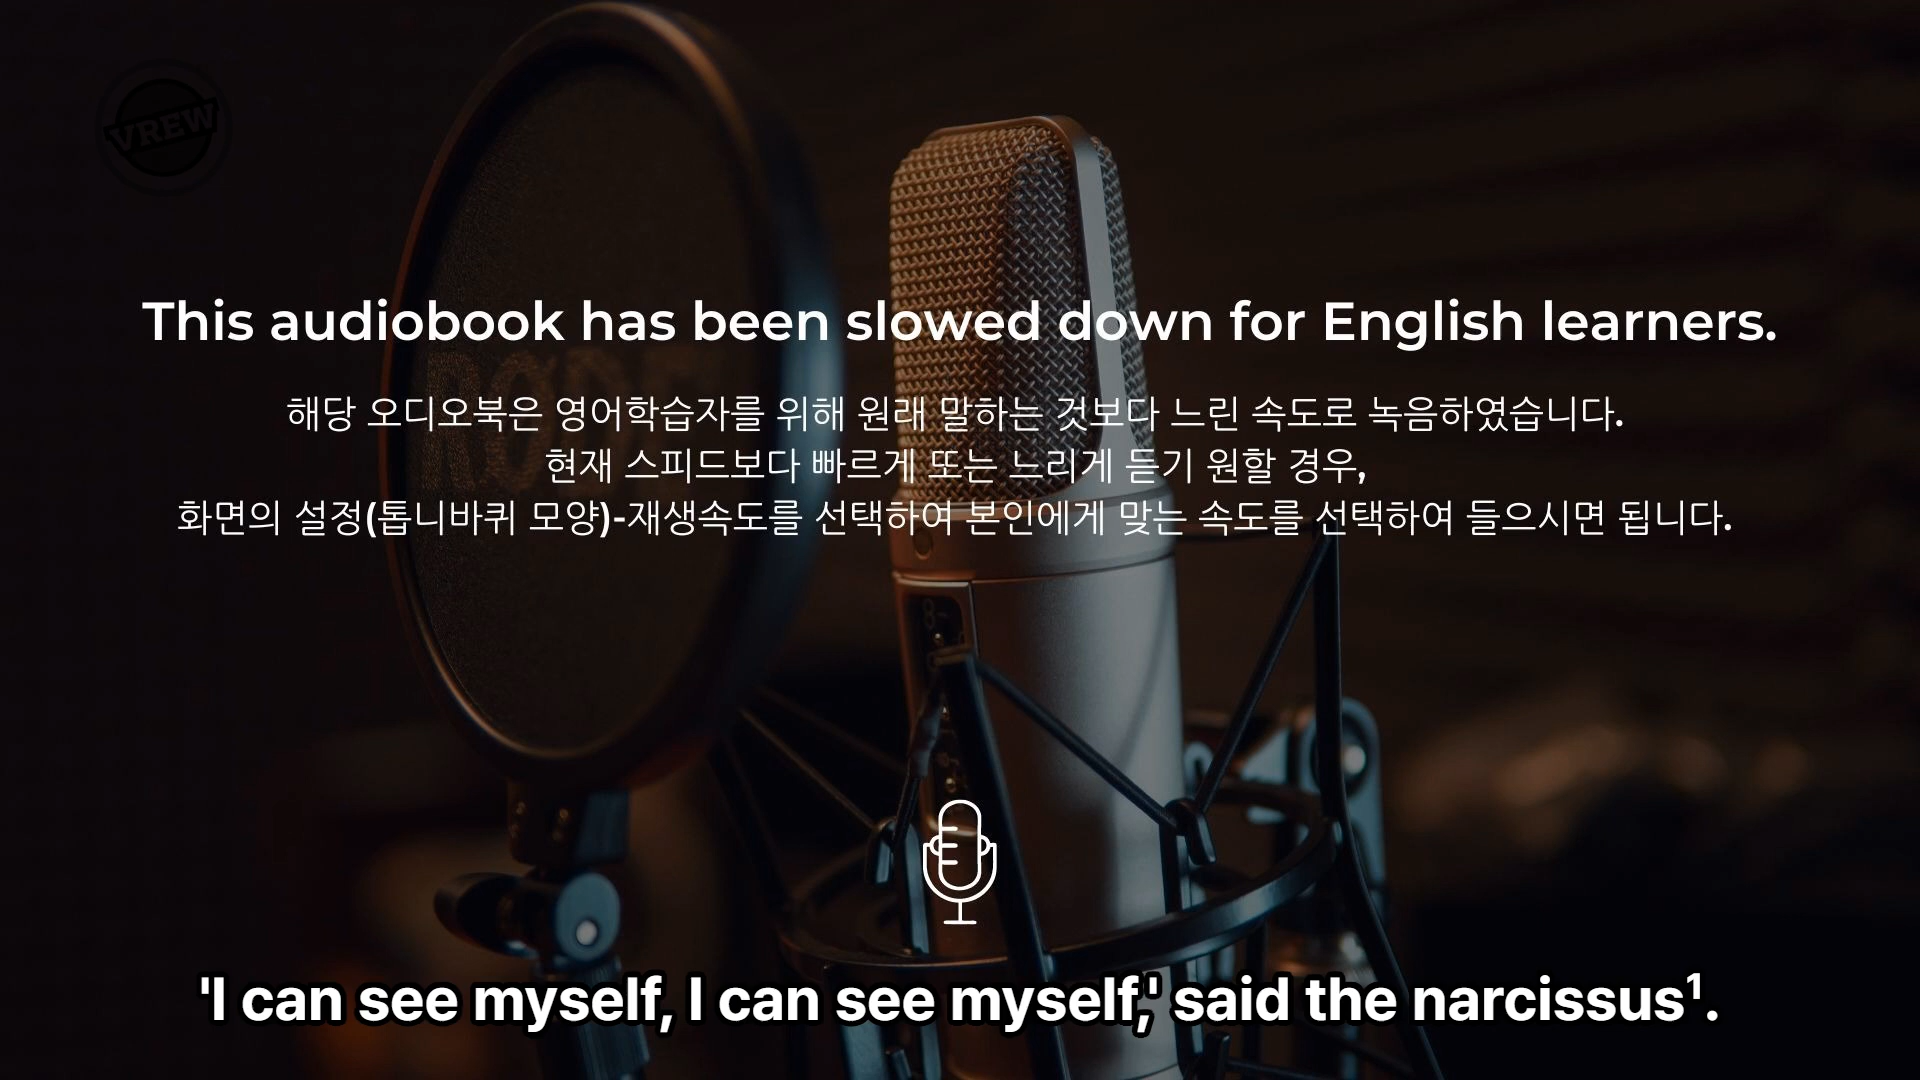 VREW
This audiobook has been slowed down for English learners.
해당 오디오북은 영어학습자를 위해 원래 말하는 것보다 느린 속도로 녹음하였습니다.
현재 스피드보다 빠르게 또는 느리게 듣기 원할 경우,
화면의 설정(톱니바퀴 모양)-재생속도를 선택하여 본인에게 맞는 속도를 선택하여 들으시면 됩니다.
'I can see myself, I can see myself,' said the narcissus¹.